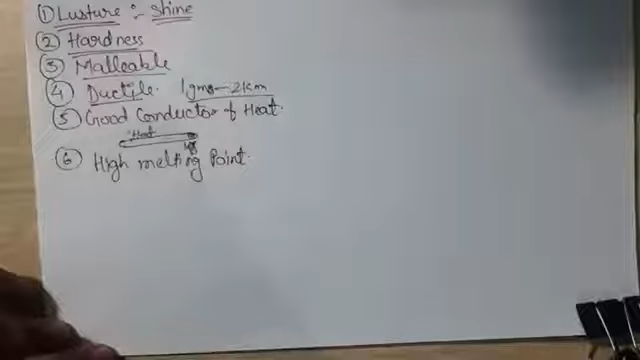 ① Lusture :- Shine
② Hardness
③ Malleable
④ Ductile. 1gms - 2km
⑤ Good Conductor of Heat.
Heat
⑥ High melting Point.